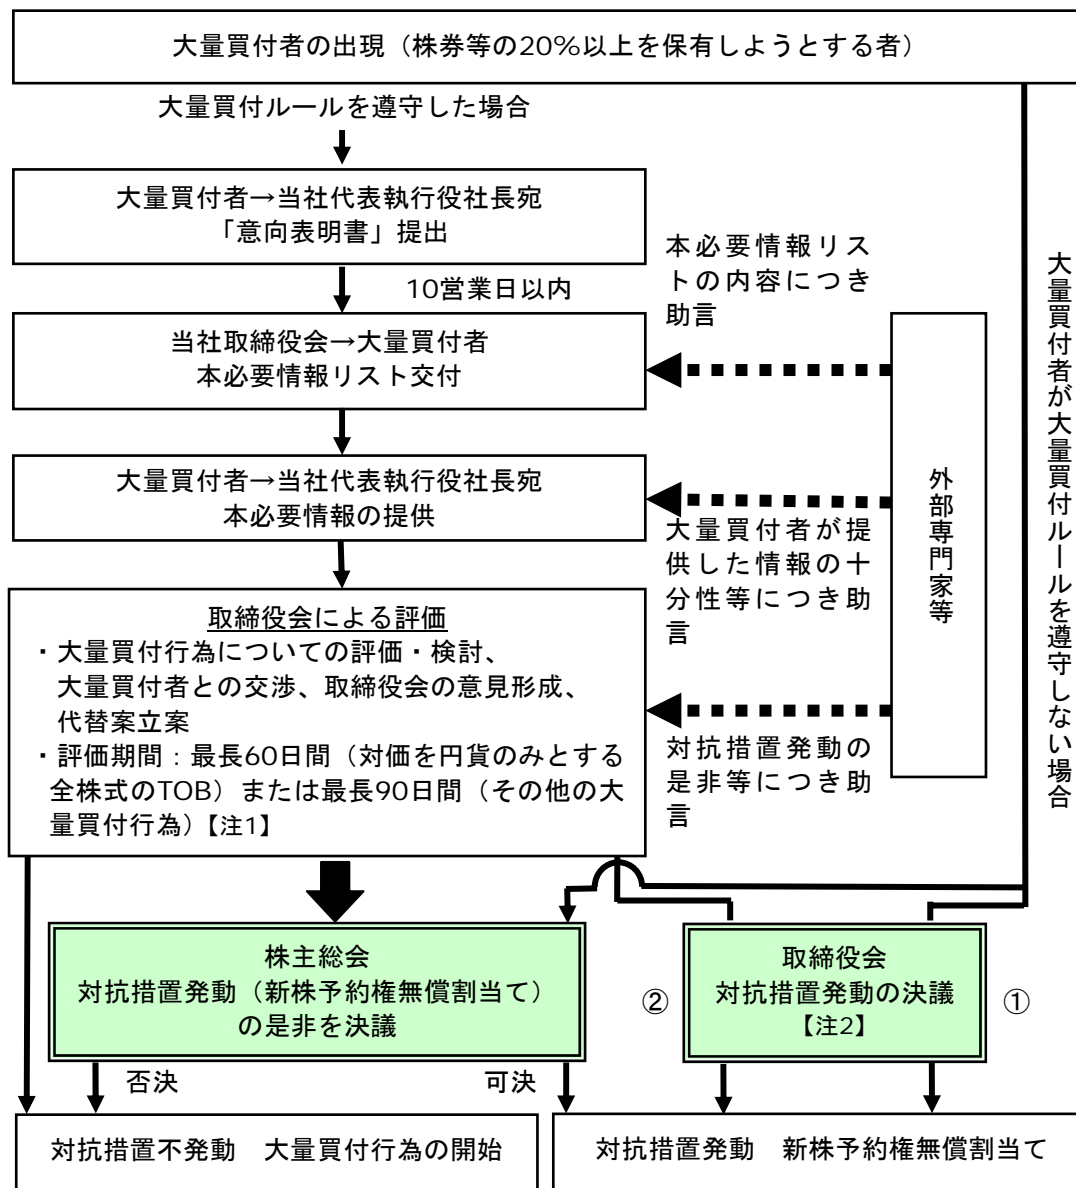 大量買付者の出現（株券等の20%以上を保有しようとする者）
大量買付ルールを遵守した場合
大量買付者→当社代表執行役社長宛
「意向表明書」提出
10営業日以内
本必要情報リス
トの内容につき
助言
当社取締役会→大量買付者
本必要情報リスト交付
大量買付者→当社代表執行役社長宛
本必要情報の提供
大量買付者が提
供した情報の十
分性等につき助
言
外部専門家等
大量買付者が大量買付ルールを遵守しない場合
取締役会による評価
・大量買付行為についての評価・検討、
大量買付者との交渉、取締役会の意見形成、
代替案立案
・評価期間：最長60日間（対価を円貨のみとする
全株式のTOB）または最長90日間（その他の大
量買付行為）【注1】
対抗措置発動の
是非等につき助
言
株主総会
対抗措置発動（新株予約権無償割当て）
の是非を決議
②
取締役会
対抗措置発動の決議
【注2】
①
否決
可決
対抗措置不発動　大量買付行為の開始
対抗措置発動　新株予約権無償割当て